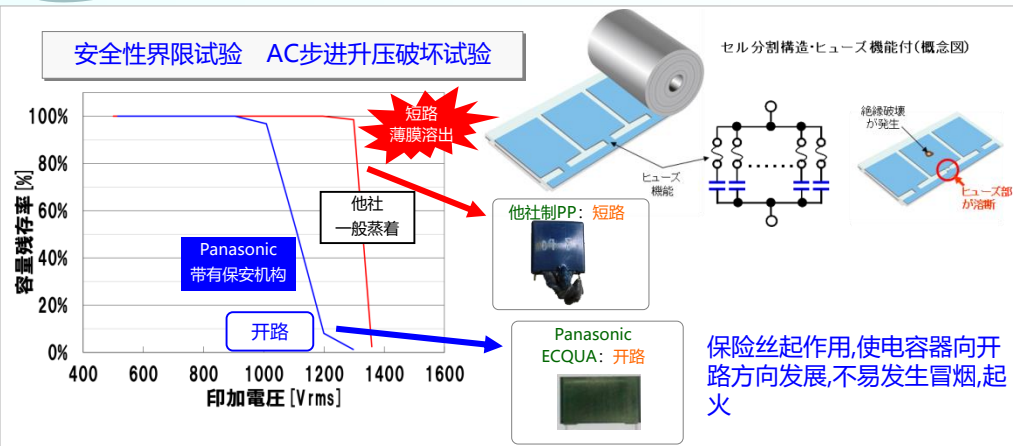 安全性界限试验 AC步进升压破坏试验
セル分割構造・ヒューズ機能付(概念図)
容量残存率[%]
100%
80%
60%
40%
20%
0%
400 600 800 1000 1200 1400 1600
印加電圧[Vrms]
短路
薄膜溶出
他社
一般蒸着
Panasonic
带有保安机构
开路
ヒューズ
機能
絶縁破壊
が発生
ヒューズ部
が溶断
他社制PP：短路
Panasonic
ECQUA：开路
保险丝起作用,使电容器向开
路方向发展,不易发生冒烟,起
火